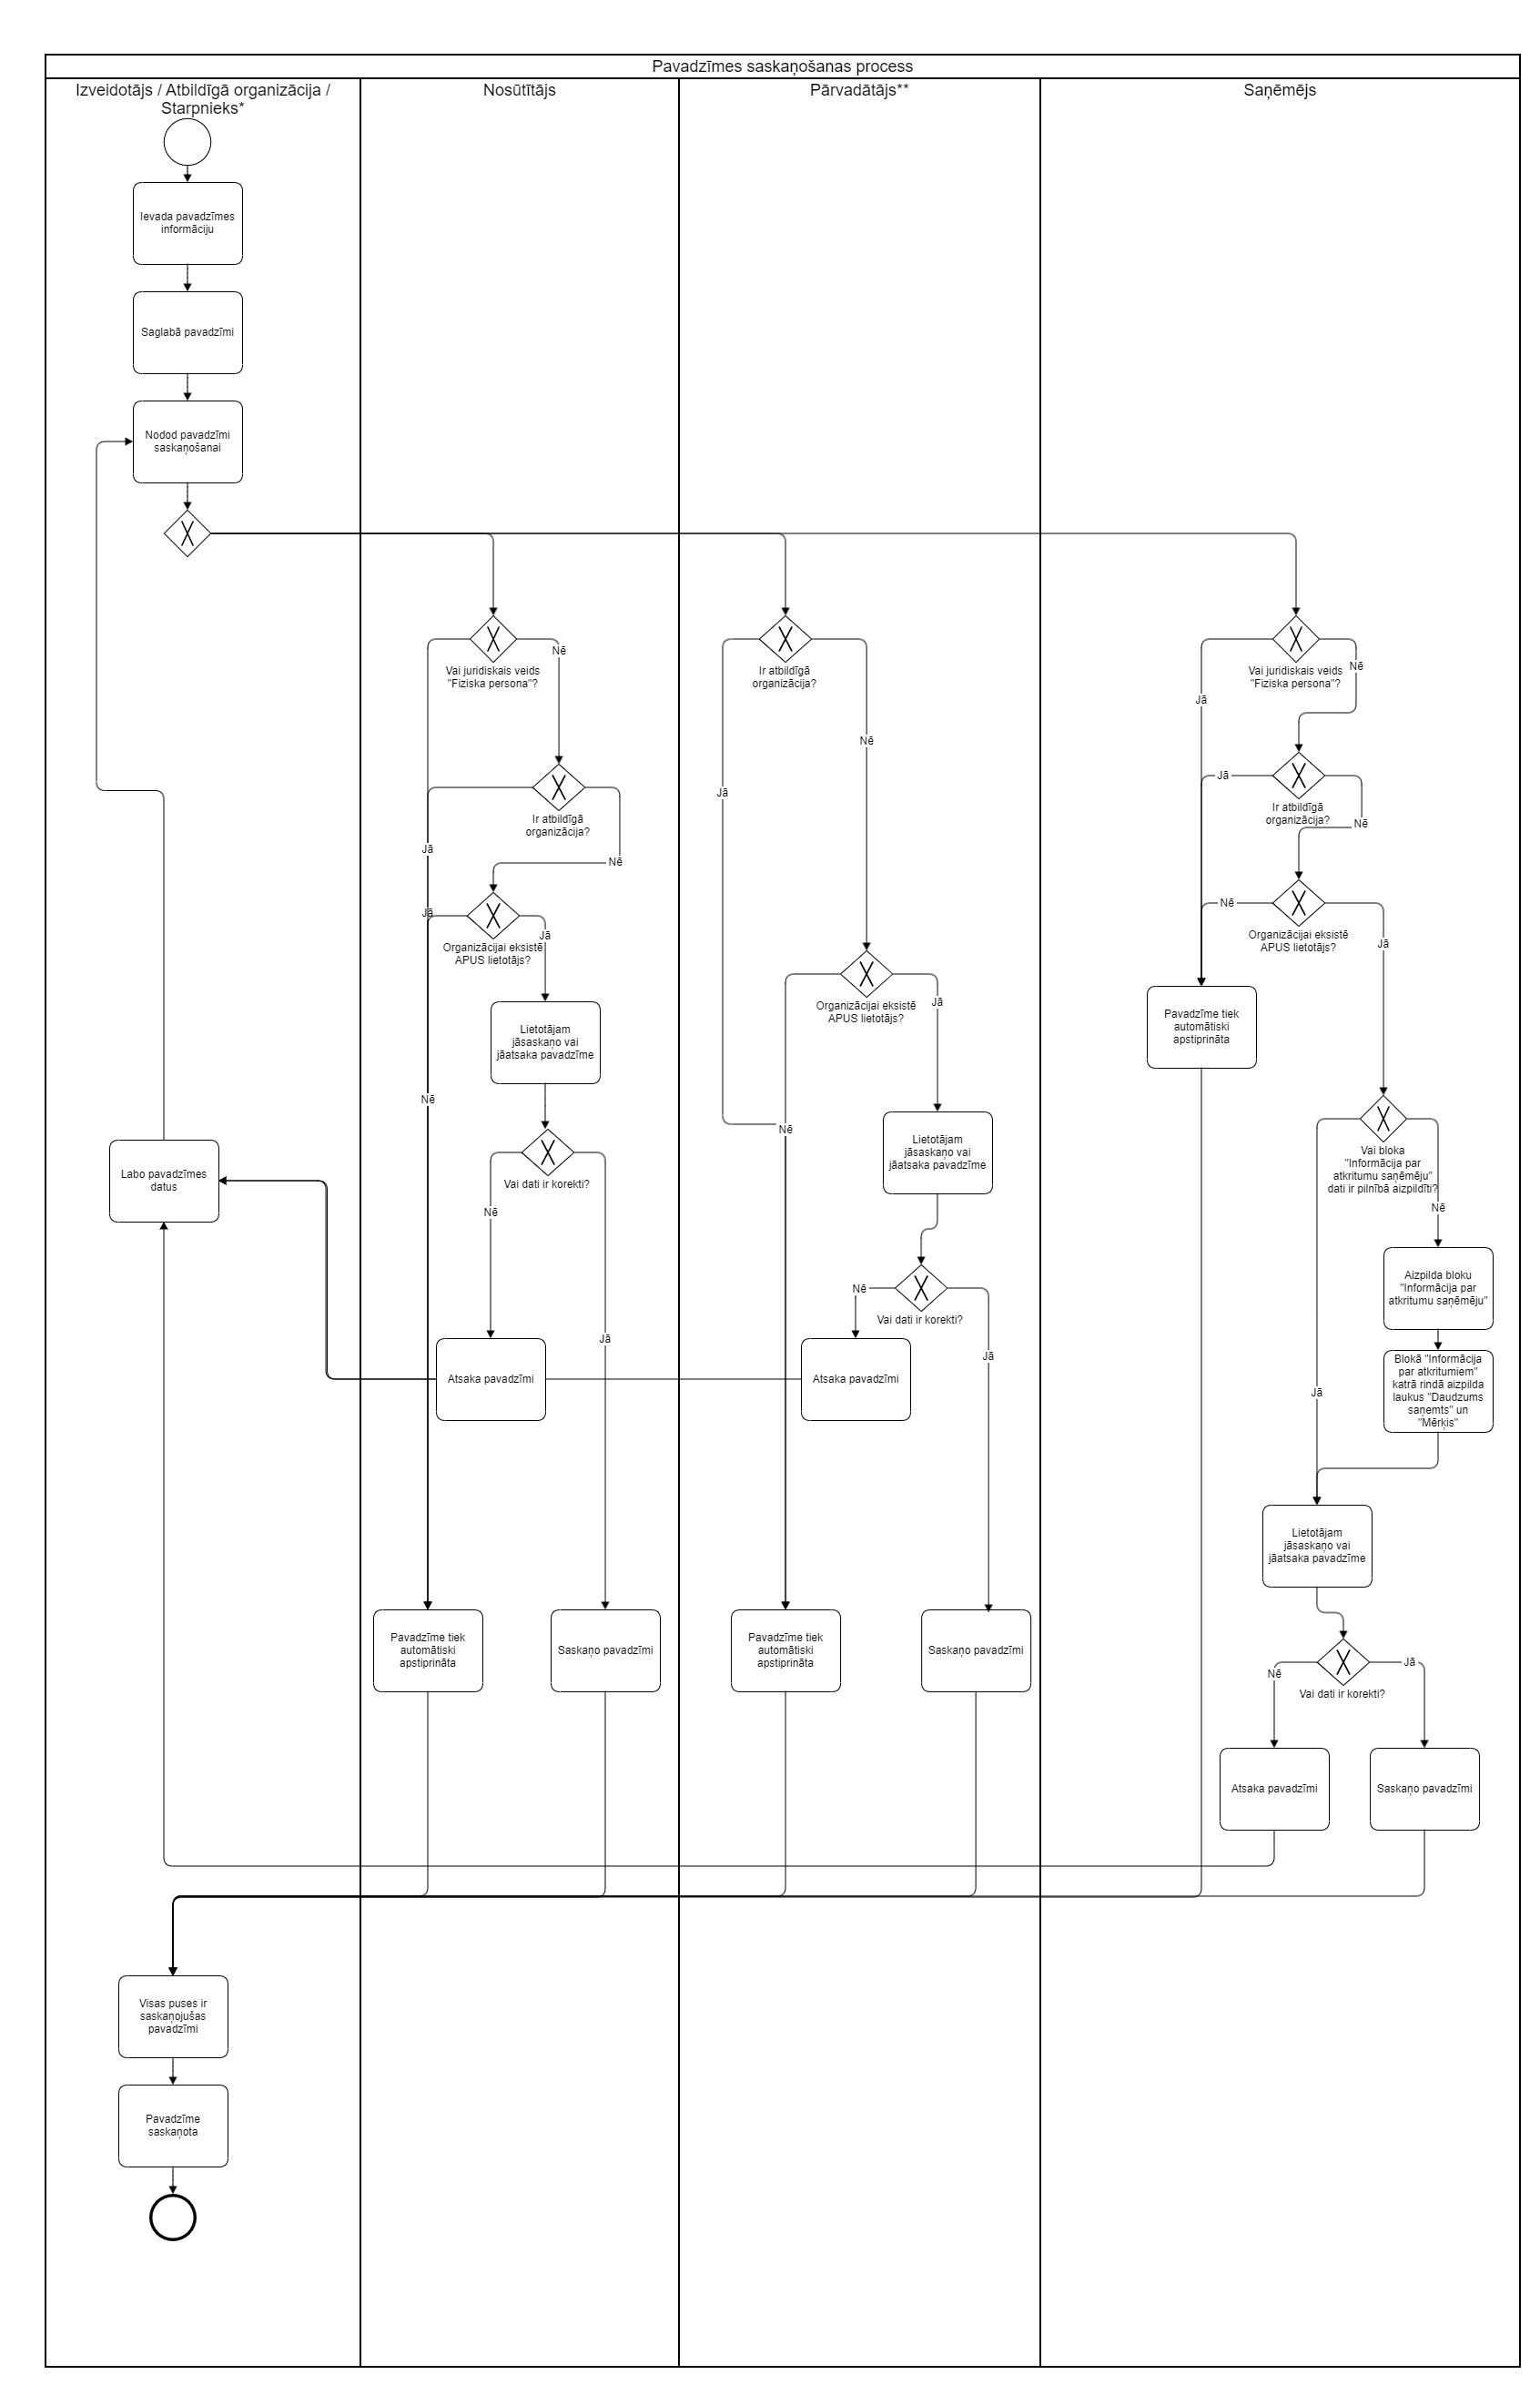 Pavadzīmes saskaņošanas process
Izveidotājs / Atbildīgā organizācija /
Starpnieks*
Nosūtītājs
Pārvadātājs**
Saņēmējs
Ievada pavadzīmes
informāciju
Saglabā pavadzīmi
Nodod pavadzīmi
saskaņošanai
Labo pavadzīmes
datus
Visas puses ir
saskaņojušas
pavadzīmi
Pavadzīme
saskaņota
Nē
Vai juridiskais veids
"Fiziska persona"?
Ir atbildīgā
organizācija?
Jā
Nē
Jā
Jā
Organizācijai eksistē
APUS lietotājs?
Lietotājam
jāsaskaņo vai
jāatsaka pavadzīme
Nē
Vai dati ir korekti?
Nē
Jā
Atsaka pavadzīmi
Pavadzīme tiek
automātiski
apstiprināta
Saskaņo pavadzīmi
Ir atbildīgā
organizācija?
Nē
Jā
Jā
Organizācijai eksistē
APUS lietotājs?
Nē
Lietotājam
jāsaskaņo vai
jāatsaka pavadzīme
Nē
Vai dati ir korekti?
Jā
Atsaka pavadzīmi
Pavadzīme tiek
automātiski
apstiprināta
Saskaņo pavadzīmi
Nē
Vai juridiskais veids
"Fiziska persona"?
Jā
Jā
Ir atbildīgā
organizācija?
Nē
Nē
Organizācijai eksistē
APUS lietotājs?
Jā
Pavadzīme tiek
automātiski
apstiprināta
Vai bloka
"Informācija par
atkritumu saņēmēju"
dati ir pilnībā aizpildīti?
Nē
Aizpilda bloku
"Informācija par
atkritumu saņēmēju"
Blokā "Informācija
par atkritumiem"
katrā rindā aizpilda
laukus "Daudzums
saņemts" un
"Mērķis"
Jā
Lietotājam
jāsaskaņo vai
jāatsaka pavadzīme
Nē
Jā
Vai dati ir korekti?
Atsaka pavadzīmi
Saskaņo pavadzīmi